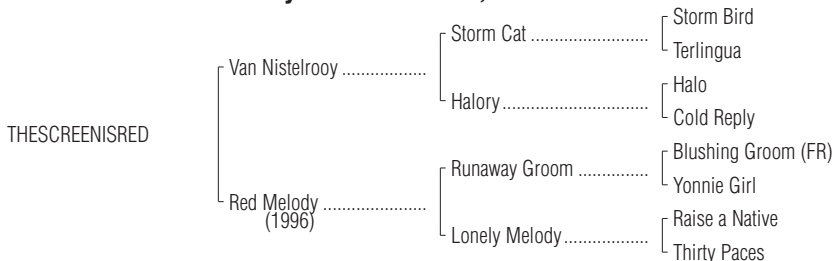 Storm Bird
Storm Cat ........................................
Terlingua
Van Nistelrooy ..................
Halo
Halory ..................................................
Cold Reply
THESCREENISRED
Blushing Groom (FR)
Runaway Groom ...............
Yonnie Girl
Red Melody ......................
(1996)
Raise a Native
Lonely Melody ..................
Thirty Paces